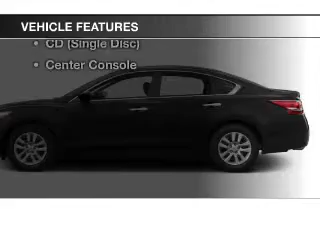 VEHICLE FEATURES
• CD (Single Disc)
• Center Console